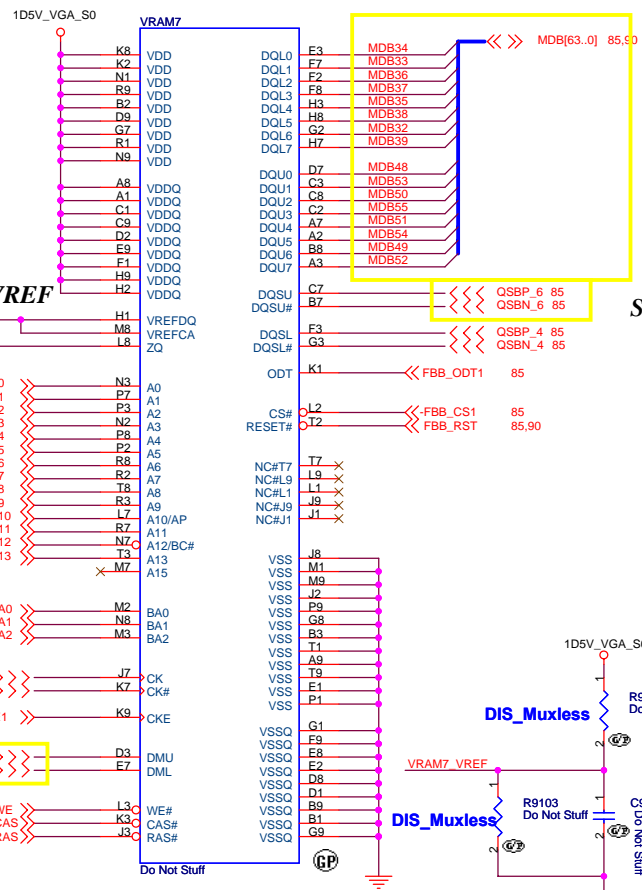 1D5V_VGA_S0
VRAM7
K8 VDD DQL0 E3 MDB34
K2 VDD DQL1 F7 MDB33
N1 VDD DQL2 F2 MDB36
R9 VDD DQL3 F8 MDB37
B2 VDD DQL4 H3 MDB35
D9 VDD DQL5 H8 MDB38
G7 VDD DQL6 G2 MDB32
R1 VDD DQL7 H7 MDB39
N9 VDD
MDB[63..0] 85,90
DQU0 D7 MDB48
A8 VDDQ DQU1 C3 MDB53
A1 VDDQ DQU2 C8 MDB50
C1 VDDQ DQU3 C2 MDB55
C9 VDDQ DQU4 A7 MDB51
D2 VDDQ DQU5 A2 MDB54
E9 VDDQ DQU6 B8 MDB49
F1 VDDQ DQU7 A3 MDB52
H9 VDDQ
H2 VDDQ DQSU C7 QSBP_6 85
VREF
DQSU# B7 QSBN_6 85
H1 VREFDQ
M8 VREFCA DQSL F3 QSBP_4 85
L8 ZQ DQSL# G3 QSBN_4 85
ODT K1 FBB_ODT1 85
N3 A0
P7 A1
P3 A2 CS# L2 -FBB_CS1 85
N2 A3 RESET# T2 FBB_RST 85,90
P8 A4
P2 A5
R8 A6 NC#T7 T7
R2 A7 NC#L9 L9
T8 A8 NC#L1 L1
R3 A9 NC#J9 J9
L7 A10/AP NC#J1 J1
R7 A11
N7 A12/BC#
T3 A13
M7 A15
VSS J8
VSS M1
VSS M9
VSS J2
M2 BA0 VSS P9
N8 BA1 VSS G8
M3 BA2 VSS B3
VSS T1
VSS A9
J7 CK VSS T9
K7 CK# VSS E1
VSS P1
K9 CKE
VSSQ G1
VSSQ F9
D3 DMU VSSQ E8
E7 DML VSSQ E2
VSSQ D8
VSSQ D1
L3 WE# VSSQ B9
K3 CAS# VSSQ B1
J3 RAS# VSSQ G9
Do Not Stuff
GP
1D5V_VGA_S0
1
DIS_Muxless
2 G/P
VRAM7_VREF
1 1
R9103
Do Not Stuff
DIS_Muxless
2 G/P 2 G/P
Do Not Stuff